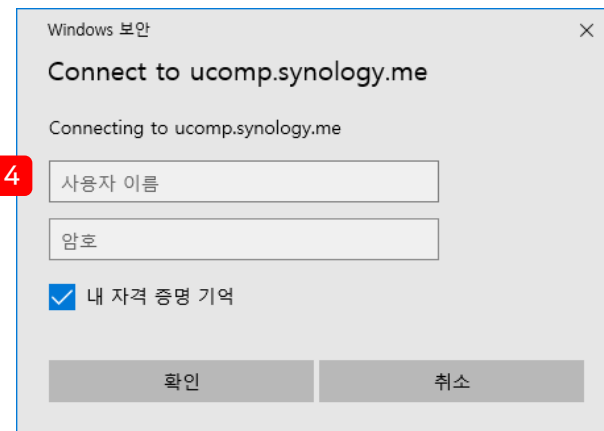 Windows 보안
Connect to ucomp.synology.me
Connecting to ucomp.synology.me
4
사용자 이름
암호
내 자격 증명 기억
확인 취소